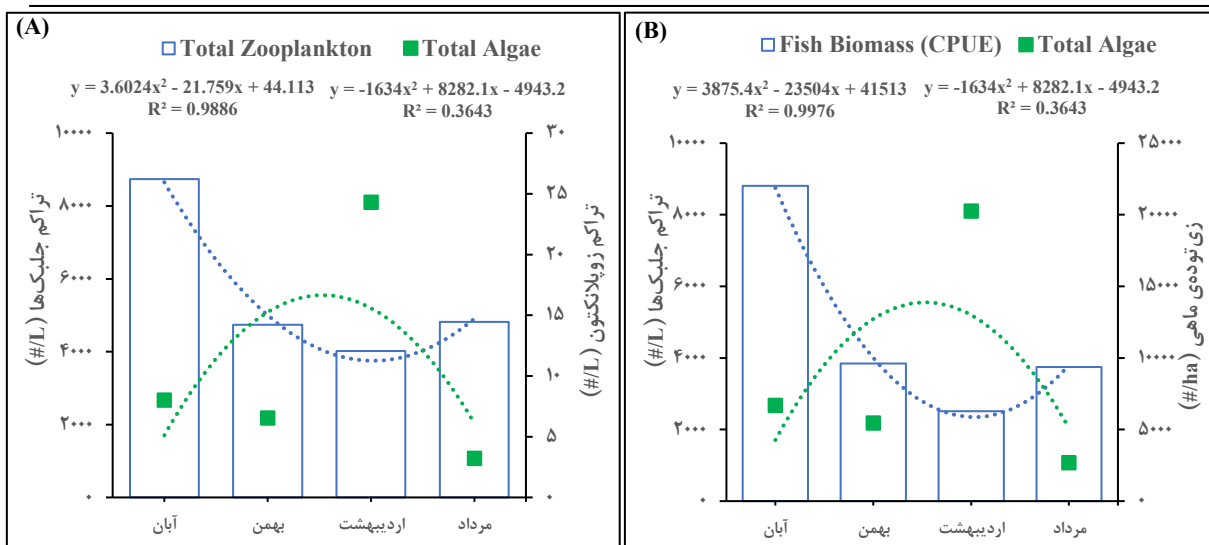 (A)
Total Zooplankton Total Algae
y = 3.6024x² - 21.759x + 44.113
R² = 0.9886
y = -1634x² + 8282.1x - 4943.2
R² = 0.3643
تراکم جلبک‌ها (#/L)
۱۰۰۰۰
۸۰۰۰
۶۰۰۰
۴۰۰۰
۲۰۰۰
۰
۳۰
۲۵
۲۰
۱۵
۱۰
۵
۰
تراکم زوپلانکتون (#/L)
آبان بهمن اردیبهشت مرداد
(B)
Fish Biomass (CPUE) Total Algae
y = 3875.4x² - 23504x + 41513
R² = 0.9976
y = -1634x² + 8282.1x - 4943.2
R² = 0.3643
تراکم جلبک‌ها (#/L)
۱۰۰۰۰
۸۰۰۰
۶۰۰۰
۴۰۰۰
۲۰۰۰
۰
۲۵۰۰۰
۲۰۰۰۰
۱۵۰۰۰
۱۰۰۰۰
۵۰۰۰
۰
زی‌توده‌ی ماهی (#/ha)
آبان بهمن اردیبهشت مرداد